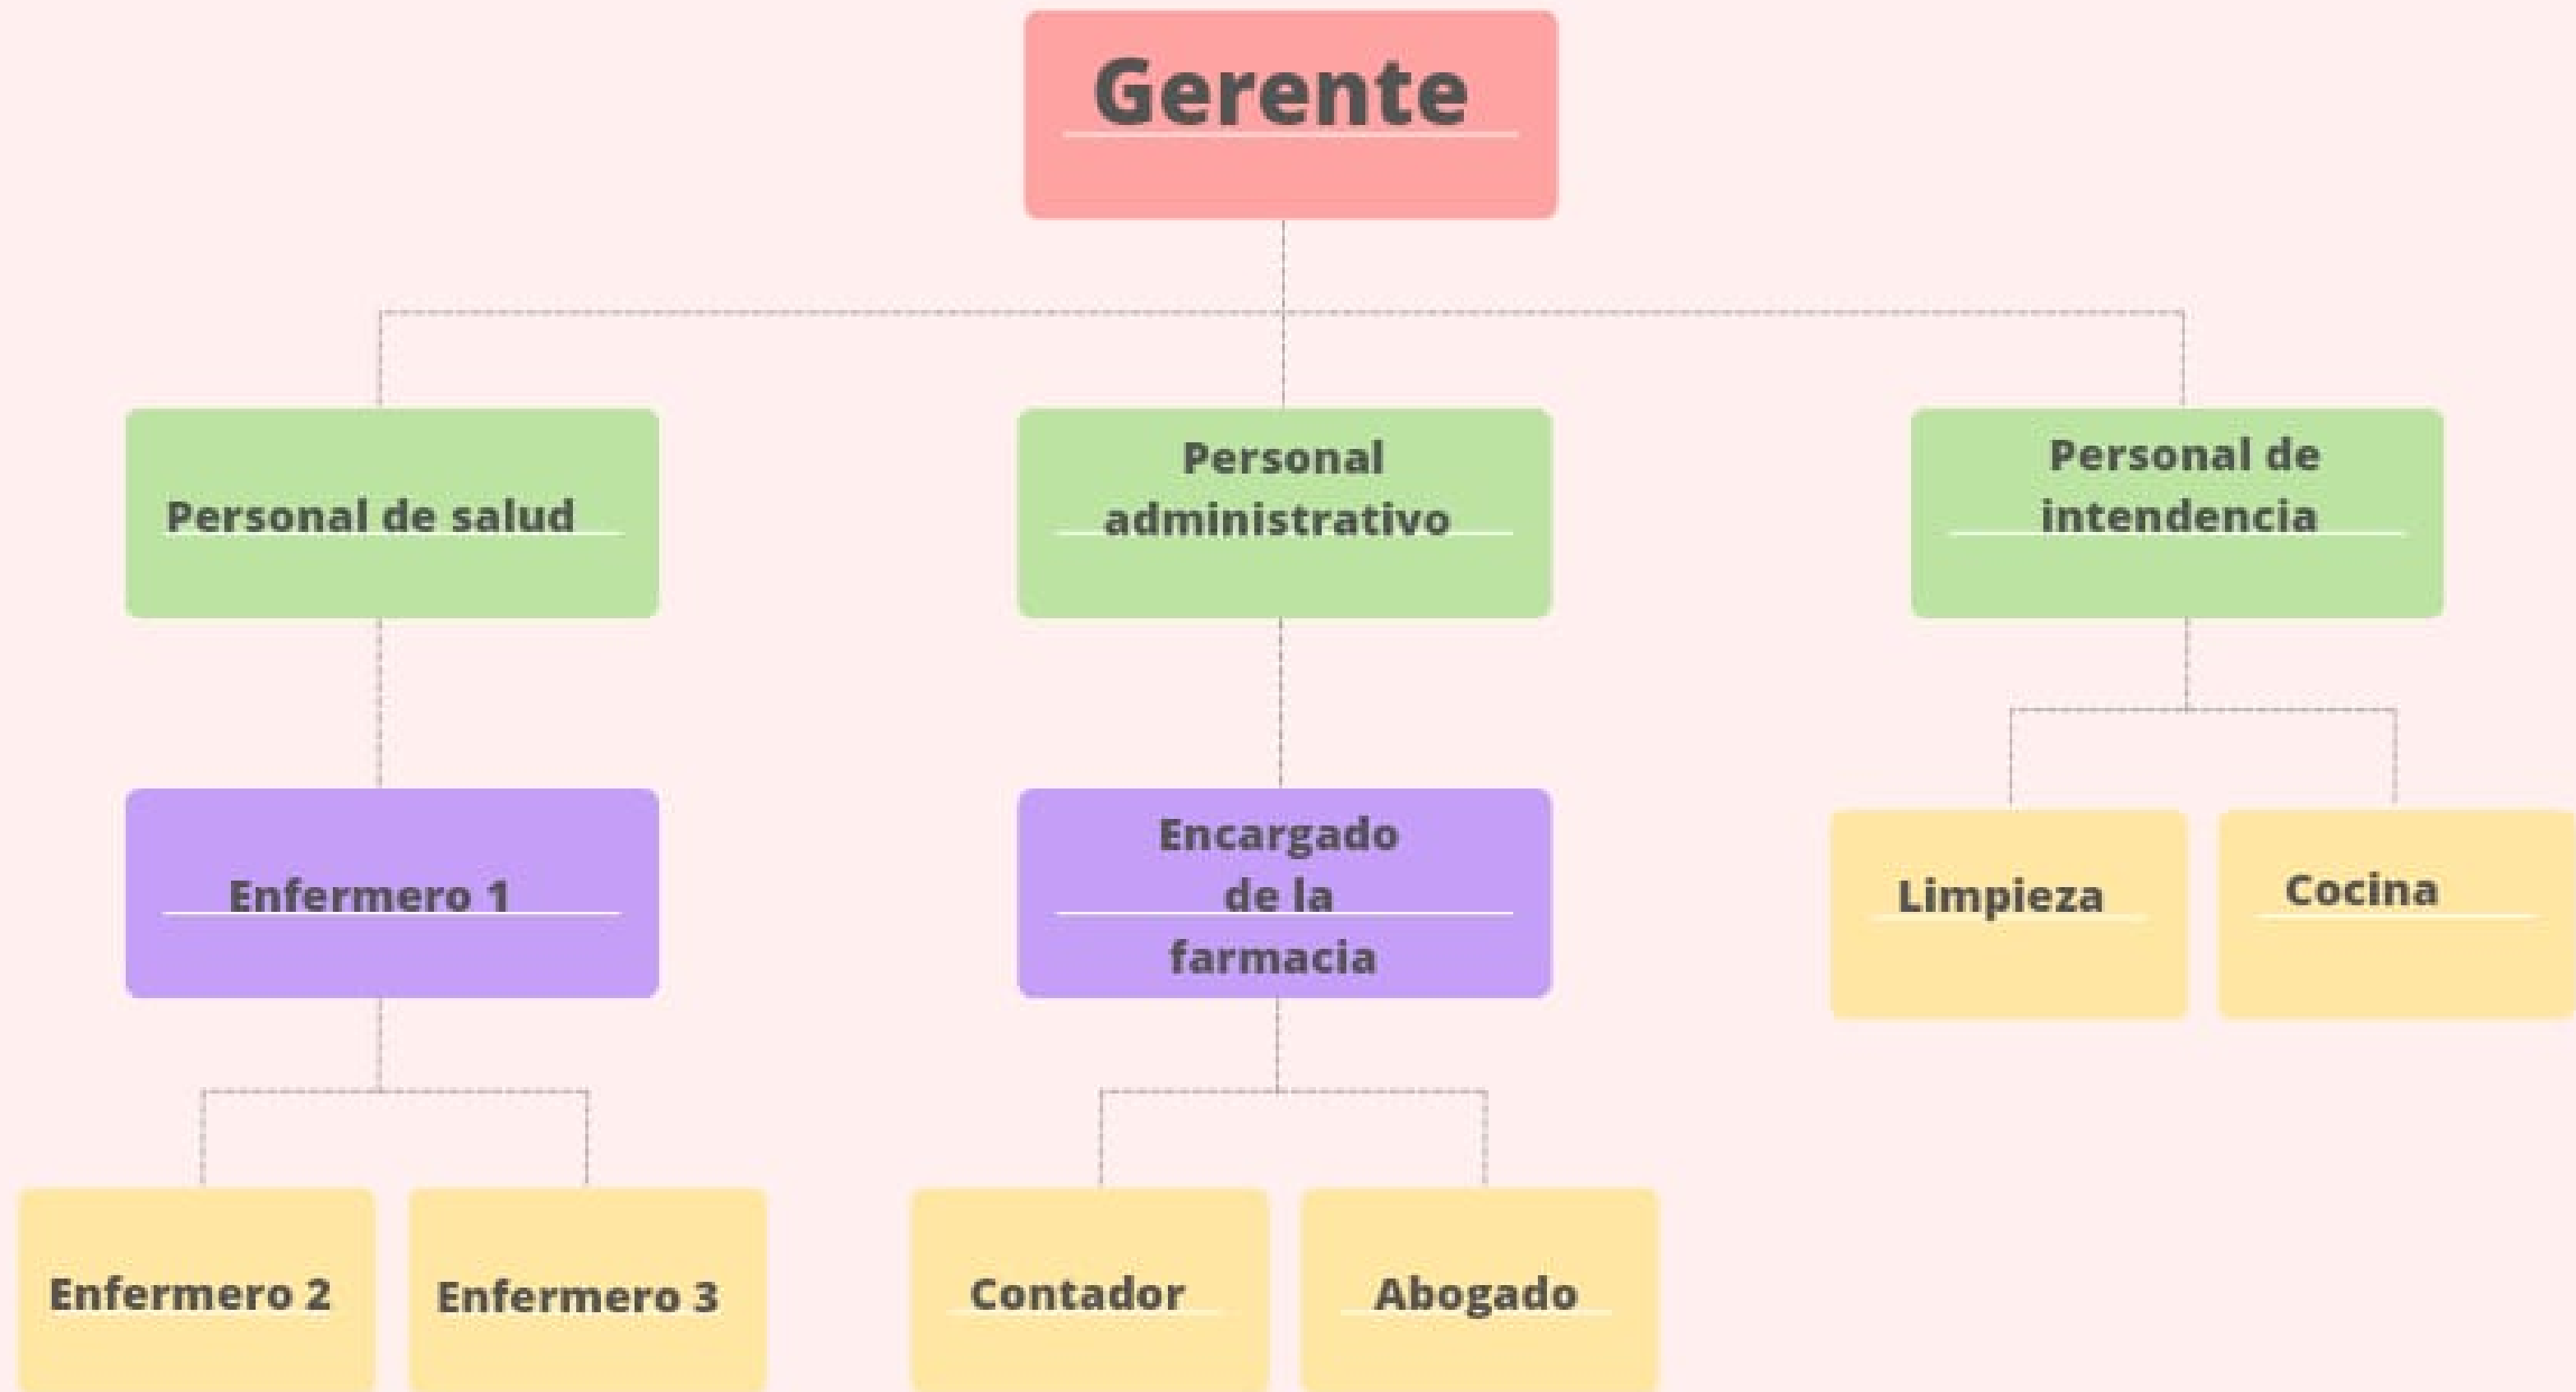 Gerente
Personal de salud
Personal
administrativo
Personal de
intendencia
Enfermero 1
Encargado
de la
farmacia
Limpieza
Cocina
Enfermero 2
Enfermero 3
Contador
Abogado